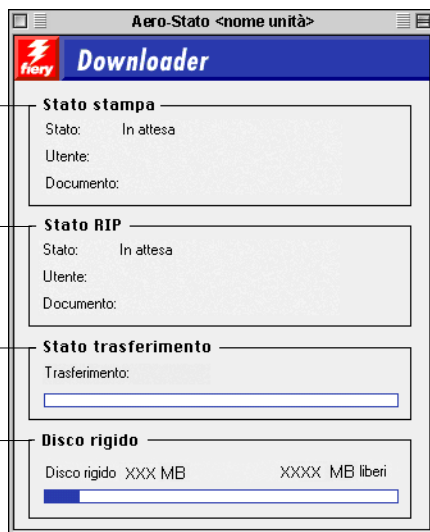 Aero-Stato <nome unità>
fiery
Downloader
Stato stampa
Stato: In attesa
Utente:
Documento:
Stato RIP
Stato: In attesa
Utente:
Documento:
Stato trasferimento
Trasferimento:
Disco rigido
Disco rigido XXX MB XXXX MB liberi